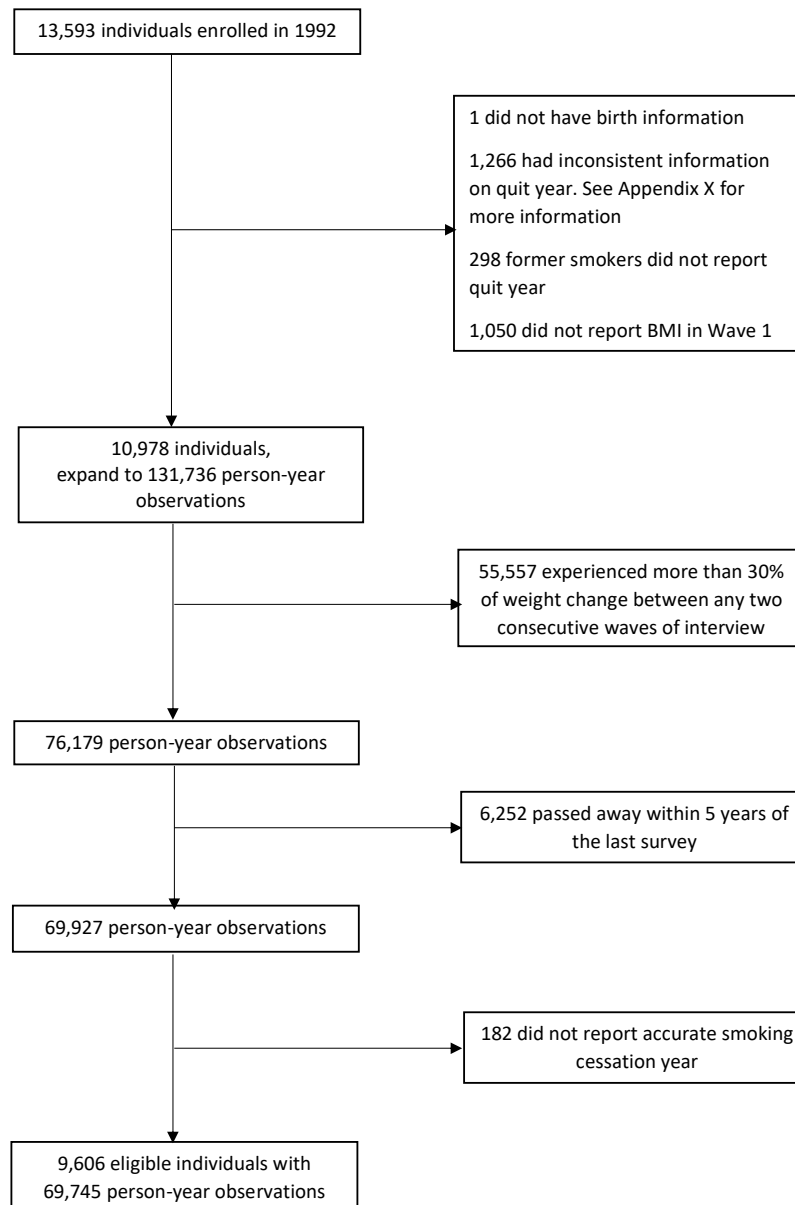 13,593 individuals enrolled in 1992
1 did not have birth information
1,266 had inconsistent information
on quit year. See Appendix X for
more information
298 former smokers did not report
quit year
1,050 did not report BMI in Wave 1
10,978 individuals,
expand to 131,736 person-year
observations
55,557 experienced more than 30%
of weight change between any two
consecutive waves of interview
76,179 person-year observations
6,252 passed away within 5 years of
the last survey
69,927 person-year observations
182 did not report accurate smoking
cessation year
9,606 eligible individuals with
69,745 person-year observations